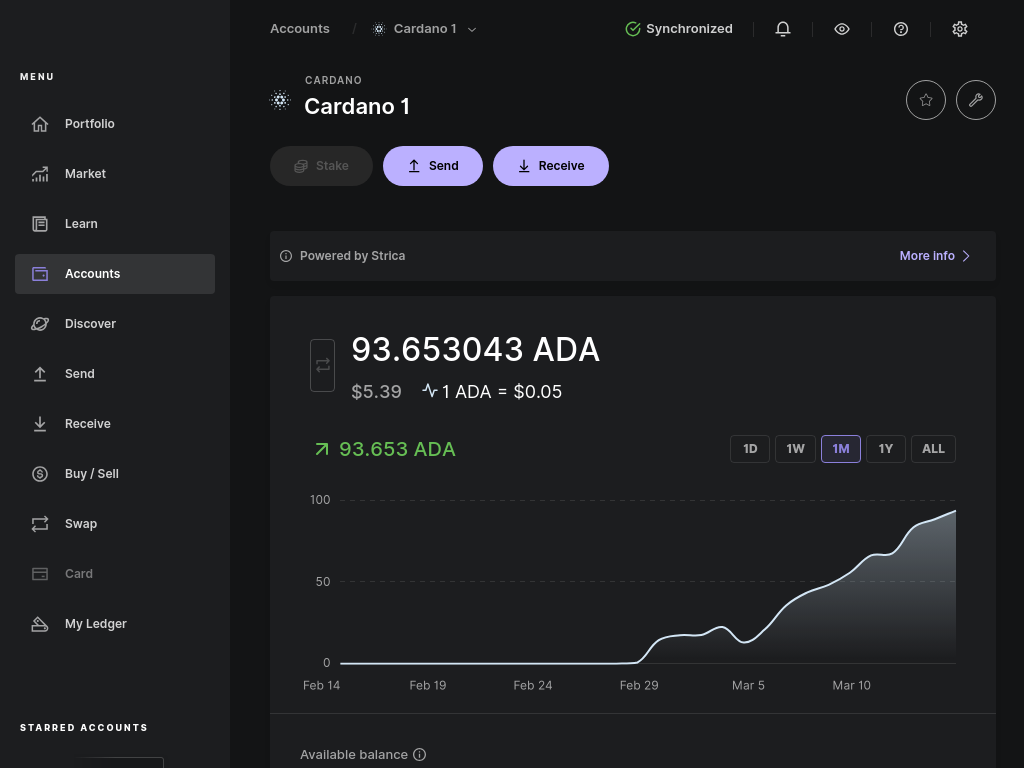 Accounts / Cardano 1
Synchronized
MENU
Portfolio
Market
Learn
Accounts
Discover
Send
Receive
Buy / Sell
Swap
Card
My Ledger
STARRED ACCOUNTS
CARDANO
Cardano 1
Stake
Send
Receive
Powered by Strica
More info
93.653043 ADA
$5.39
1 ADA = $0.05
93.653 ADA
1D 1W 1M 1Y ALL
100
50
0
Feb 14 Feb 19 Feb 24 Feb 29 Mar 5 Mar 10
Available balance